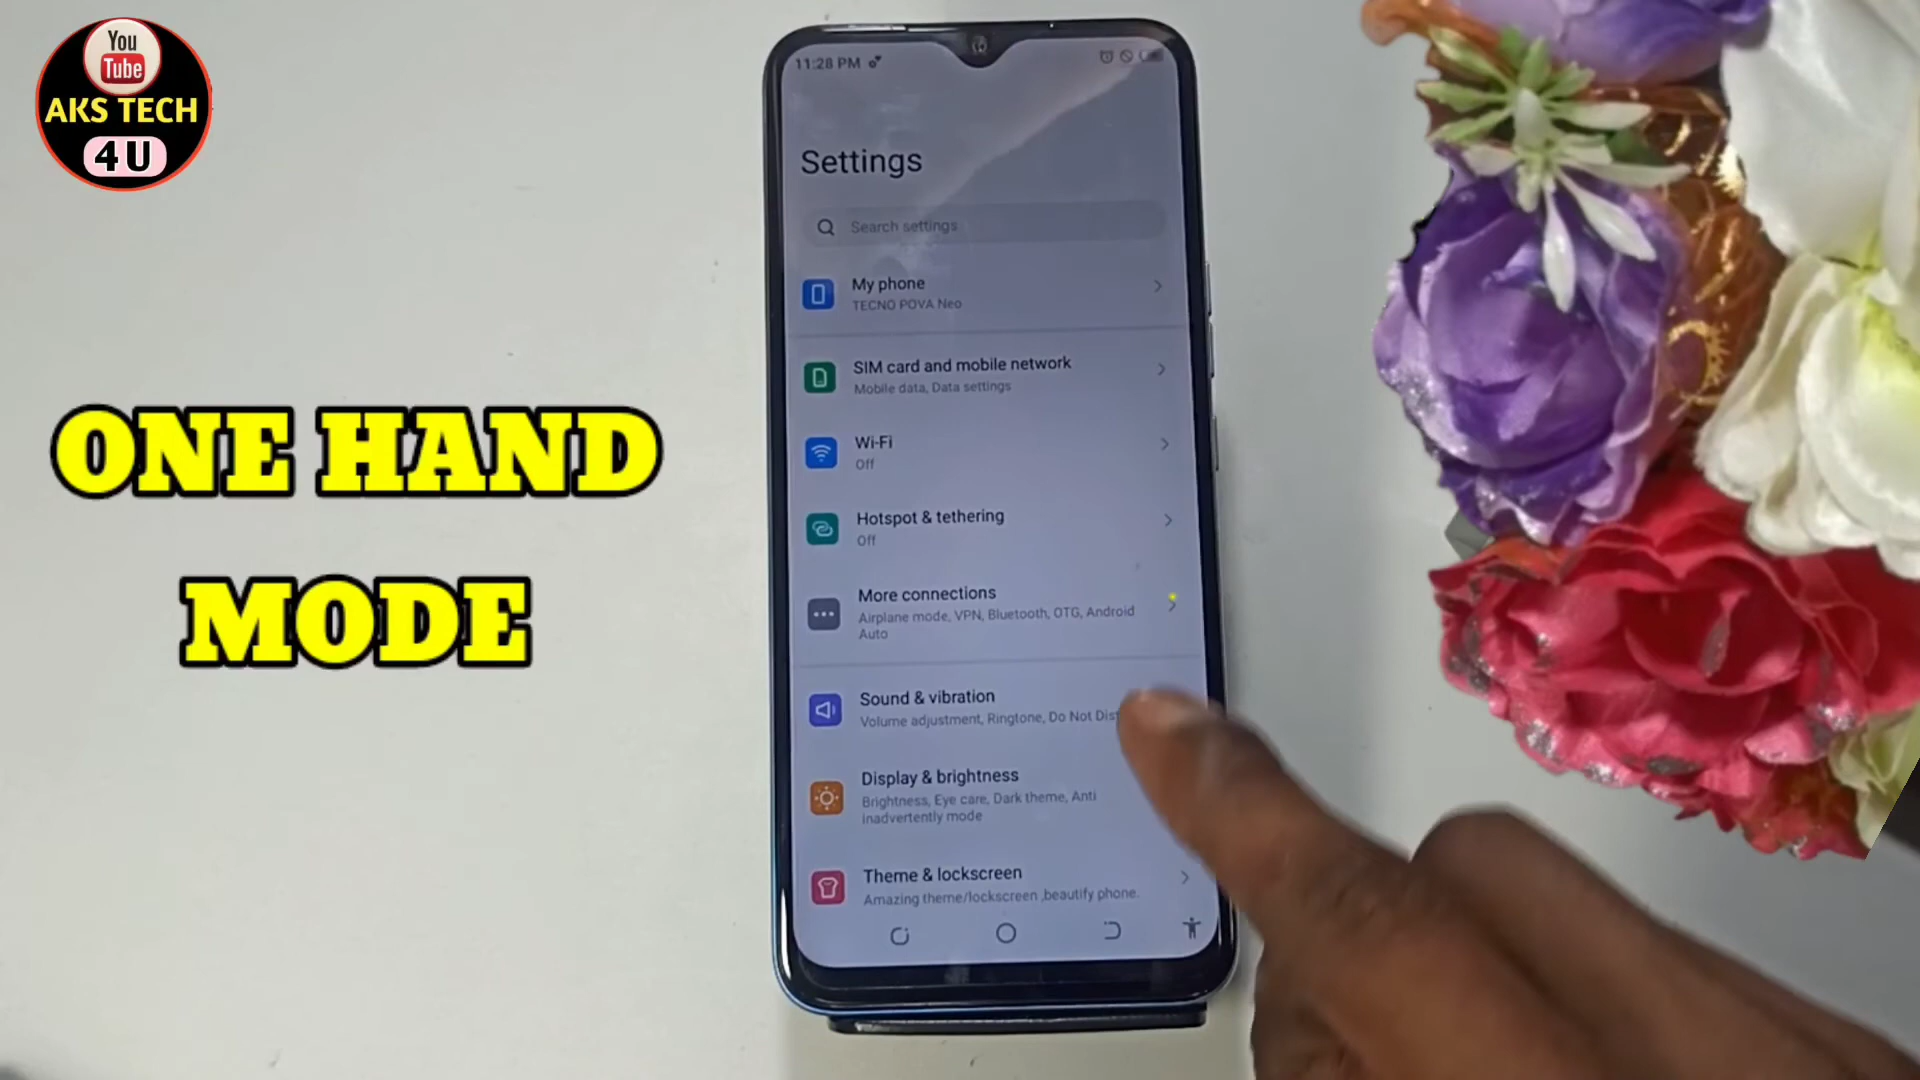 You
Tube
AKS TECH
4U
ONE HAND
MODE
11:28 PM
Settings
Search settings
My phone
TECNO POVA Neo
SIM card and mobile network
Mobile data, Data settings
Wi-Fi
Off
Hotspot & tethering
Off
More connections
Airplane mode, VPN, Bluetooth, OTG, Android
Auto
Sound & vibration
Volume adjustment, Ringtone, Do Not Dis
Display & brightness
Brightness, Eye care, Dark theme, Anti
inadvertently mode
Theme & lockscreen
Amazing theme/lockscreen ,beautify phone.